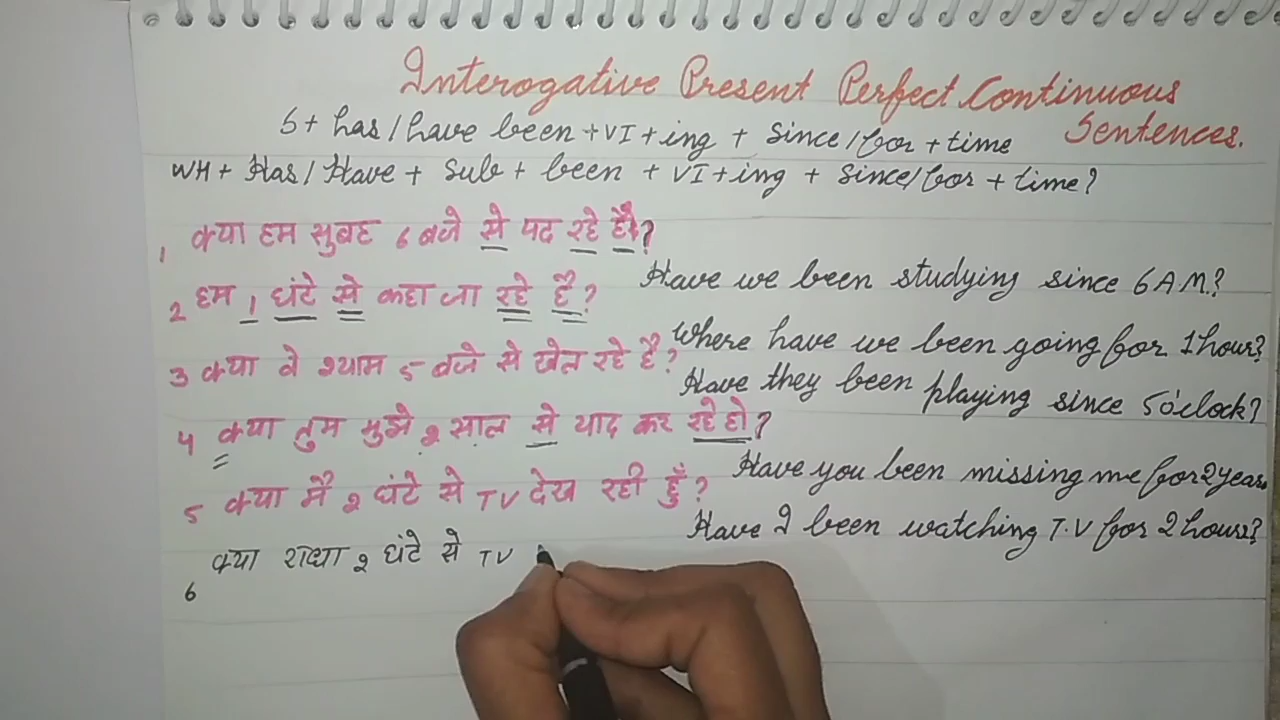 Interogative Present Perfect Continuous
Sentences.
S+ has/have been + VI + ing + Since/for + time
WH + Has/Have + Sub + been + VI + ing + Since/for + time?
1 क्या हम सुबह 6 बजे से पढ रहे हैं?
Have we been studying since 6 A.M.?
2 हम 1 घंटे से कहा जा रहे है?
Where have we been going for 1 hour?
3 क्या वे श्याम 5 बजे से खेल रहे है?
Have they been playing since 5 o'clock?
4 क्या तुम मुझे २ साल से याद कर रहे हो?
Have you been missing me for 2 years
5 क्या मै २ घंटे से TV देख रही हुँ?
Have I been watching T.V for 2 hours?
6 क्या राधा २ घंटे से TV